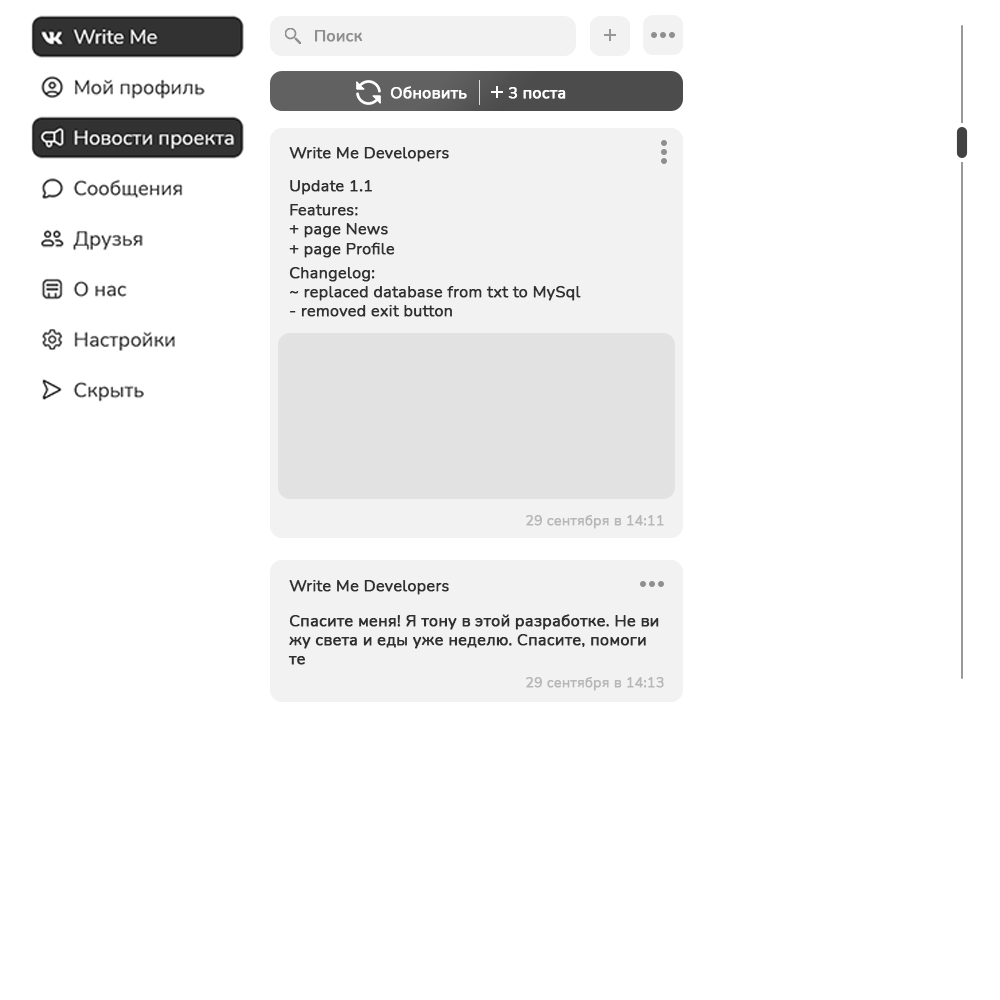 Write Me
Мой профиль
Новости проекта
Сообщения
Друзья
О нас
Настройки
Скрыть
Поиск
Обновить
+ 3 поста
Write Me Developers
Update 1.1
Features:
+ page News
+ page Profile
Changelog:
~ replaced database from txt to MySql
- removed exit button
29 сентября в 14:11
Write Me Developers
Спасите меня! Я тону в этой разработке. Не ви
жу света и еды уже неделю. Спасите, помоги
те
29 сентября в 14:13